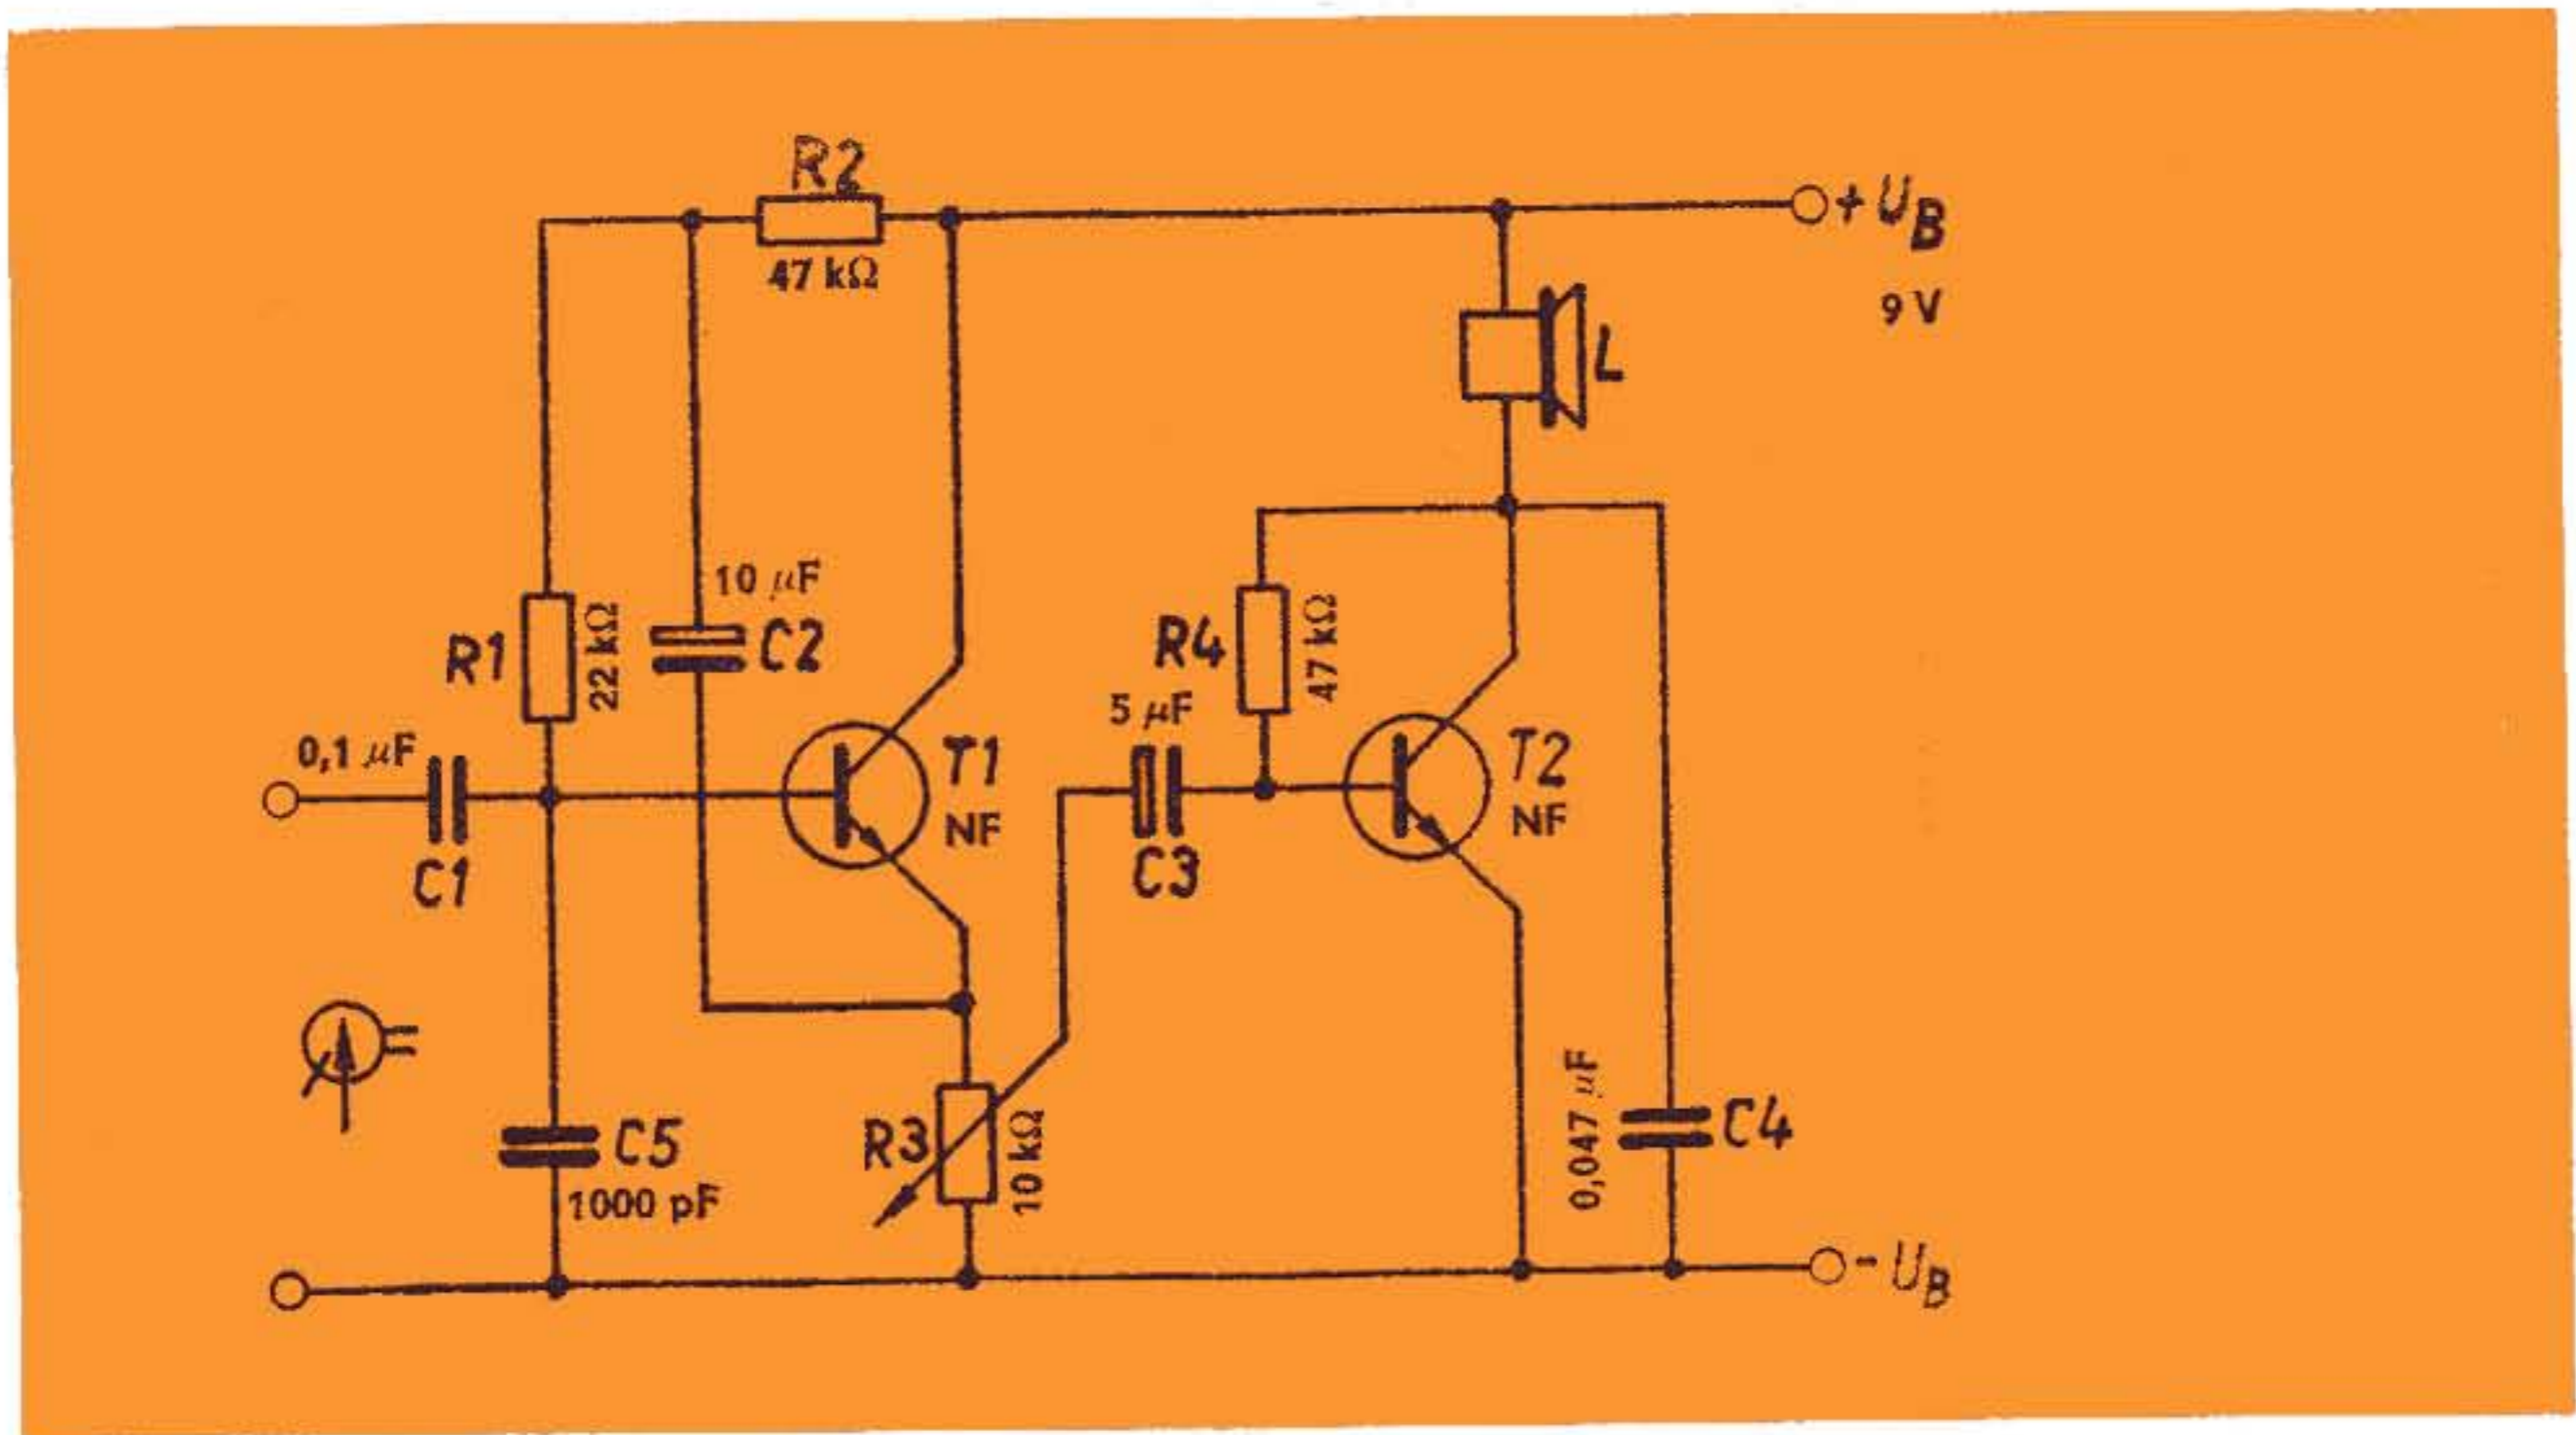 R2
47 kΩ
+ UB
9 V
L
10 µF
C2
R1
22 kΩ
R4
47 kΩ
5 µF
C3
0,1 µF
C1
T1
NF
T2
NF
C5
1000 pF
R3
10 kΩ
0,047 µF
C4
- UB